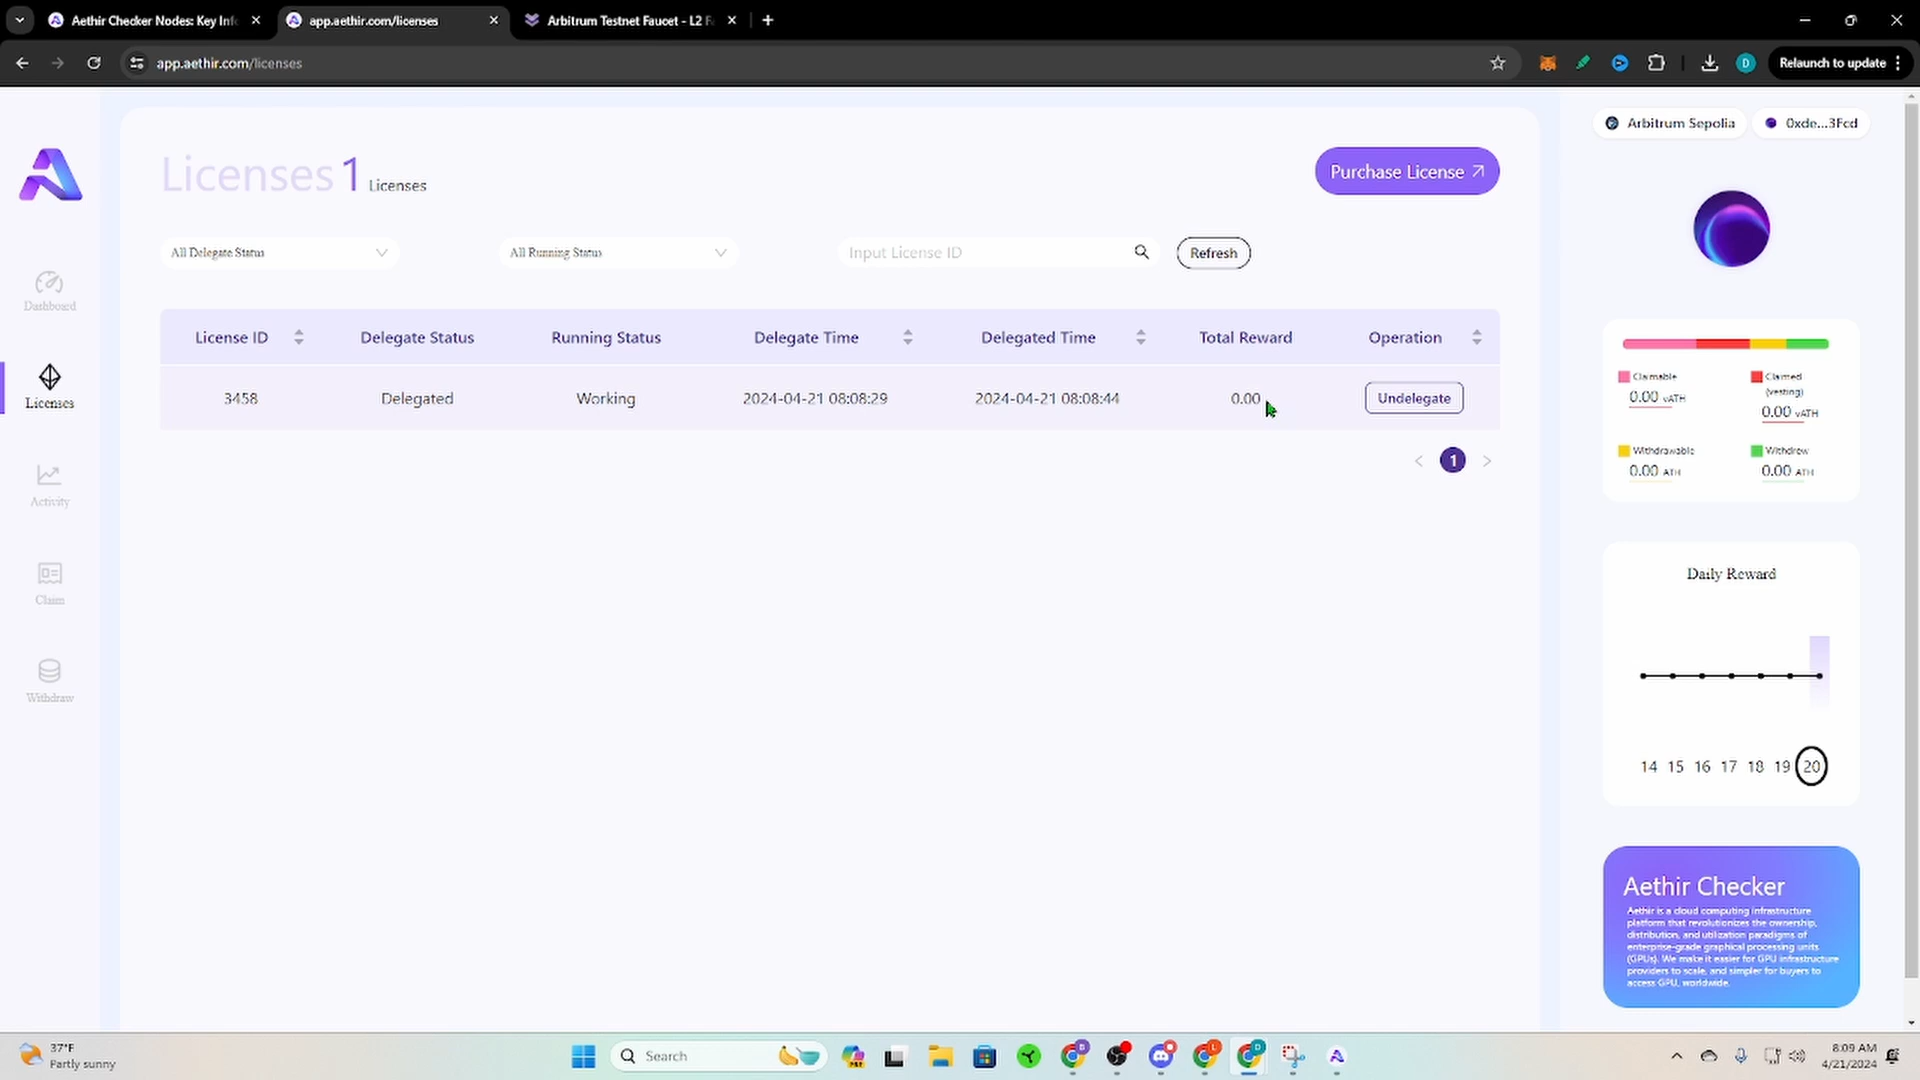 Aethir Checker Nodes: Key Inf
app.aethir.com/licenses
Arbitrum Testnet Faucet - L2 F
app.aethir.com/licenses
D
Relaunch to update
Arbitrum Sepolia
0xde...3Fcd
Licenses 1 Licenses
Purchase License
All Delegate Status
All Running Status
Input License ID
Refresh
License ID
Delegate Status
Running Status
Delegate Time
Delegated Time
Total Reward
Operation
3458
Delegated
Working
2024-04-21 08:08:29
2024-04-21 08:08:44
0.00
Undelegate
1
Dashboard
Licenses
Activity
Claim
Withdraw
Claimable
0.00 vATH
Claimed
(vesting)
0.00 vATH
Withdrawable
0.00 ATH
Withdrew
0.00 ATH
Daily Reward
14 15 16 17 18 19 20
Aethir Checker
Aethir is a cloud computing infrastructure
platform that revolutionizes the ownership,
distribution, and utilization paradigms of
enterprise-grade graphical processing units
(GPUs). We make it easier for GPU infrastructure
providers to scale, and simpler for buyers to
access GPU, worldwide.
37°F
Partly sunny
Search
8:09 AM
4/21/2024